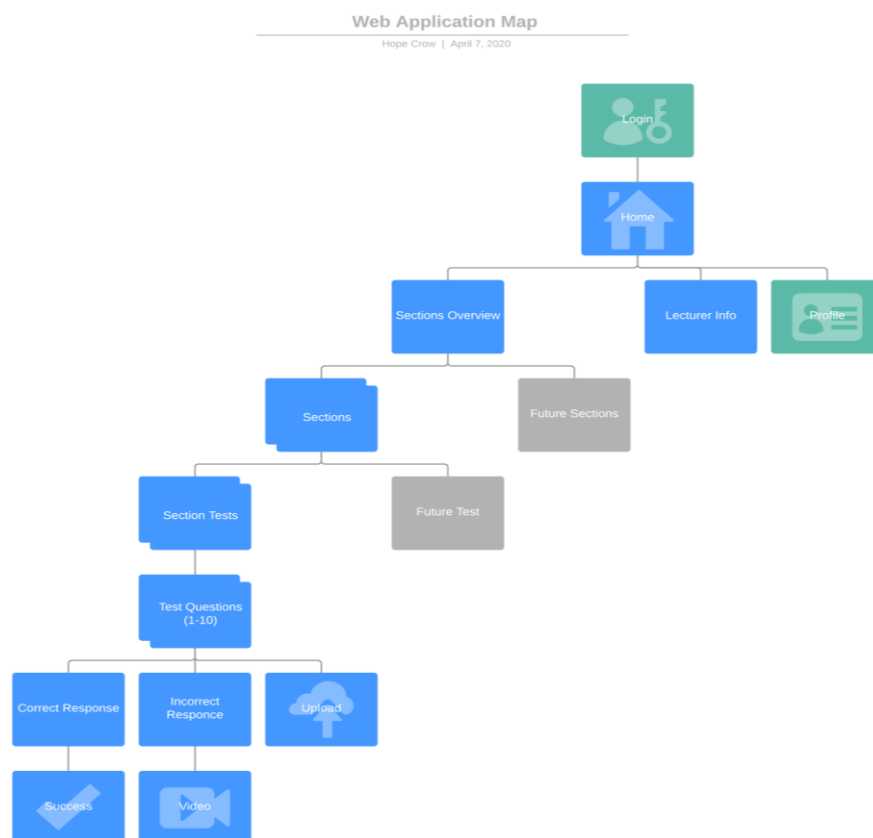 Web Application Map
Hope Crow | April 7, 2020
Login
Home
Sections Overview
Lecturer Info
Profile
Sections
Future Sections
Section Tests
Future Test
Test Questions
(1-10)
Correct Response
Incorrect
Responce
Upload
Success
Video